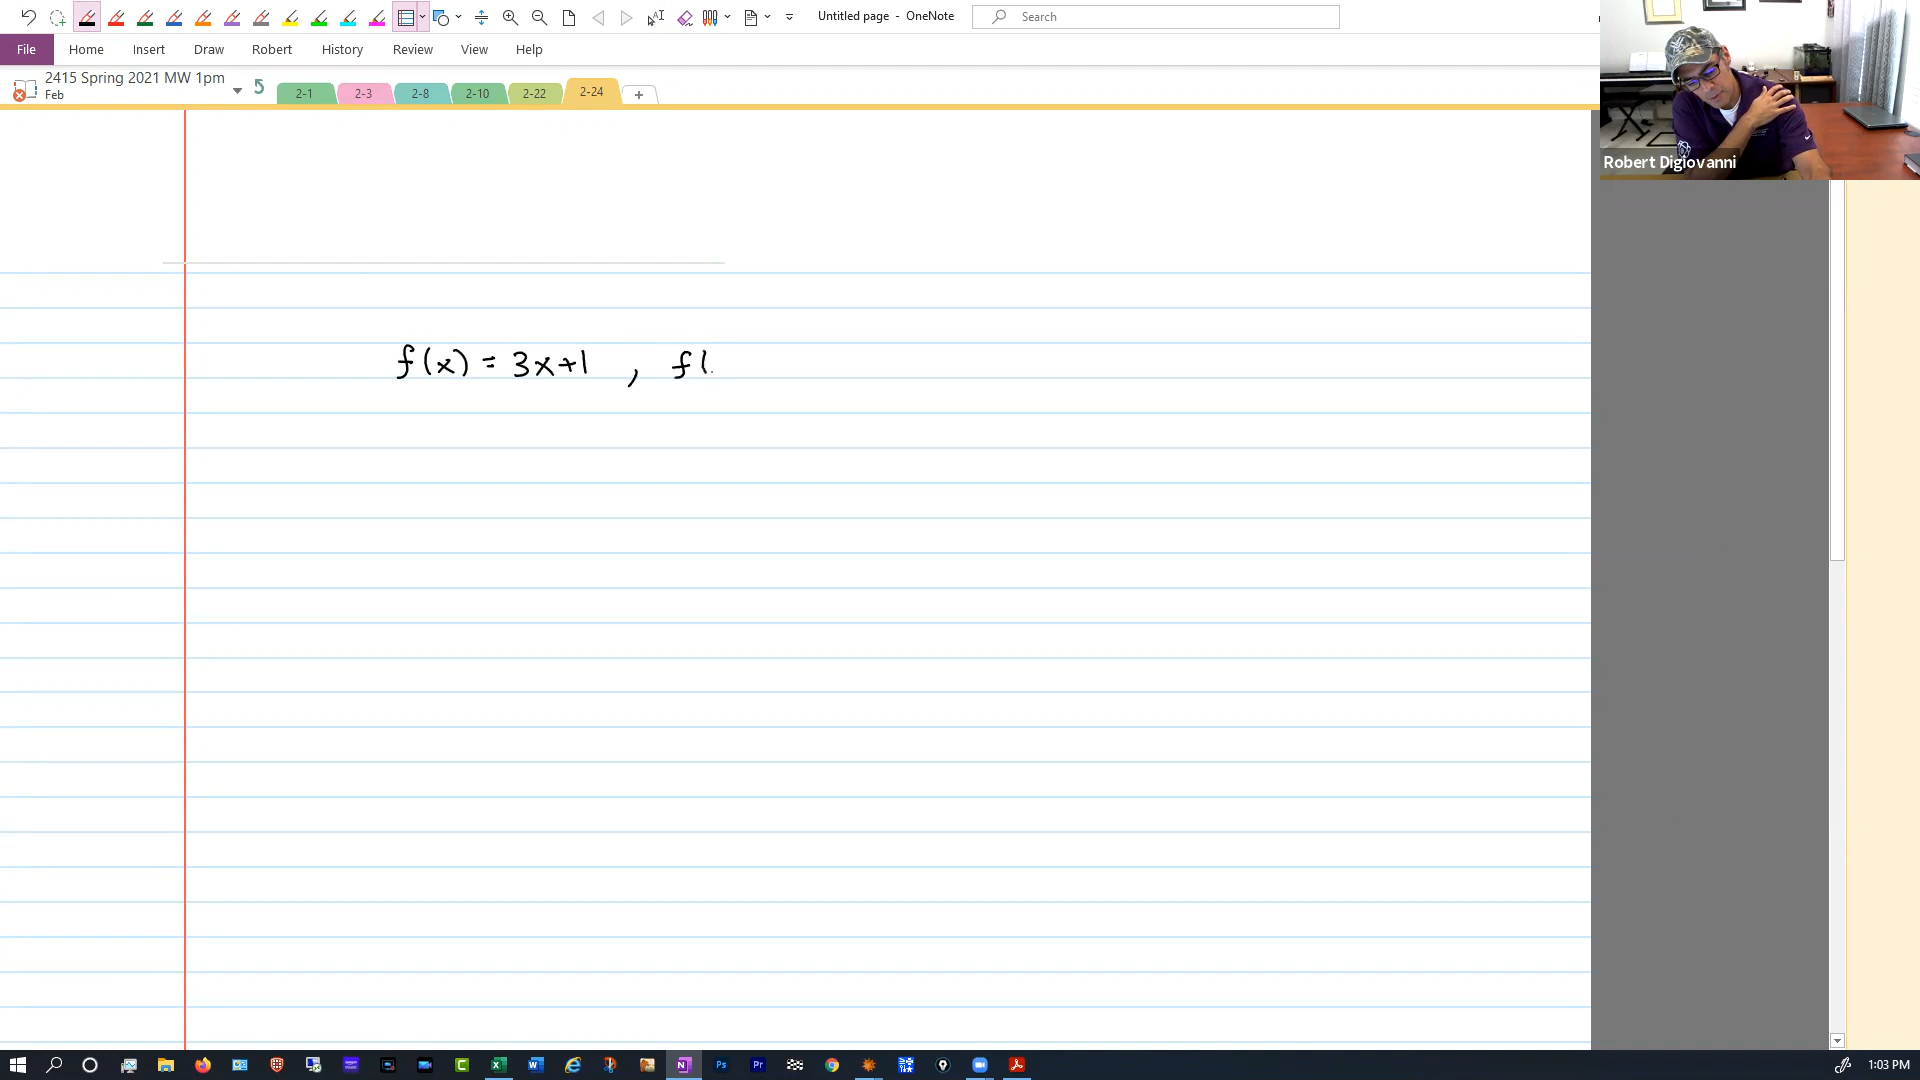 Untitled page - OneNote
Search
File Home Insert Draw Robert History Review View Help
2415 Spring 2021 MW 1pm
Feb
2-1 2-3 2-8 2-10 2-22 2-24 +
Robert Digiovanni
f(x) = 3x+1 , f(
1:03 PM